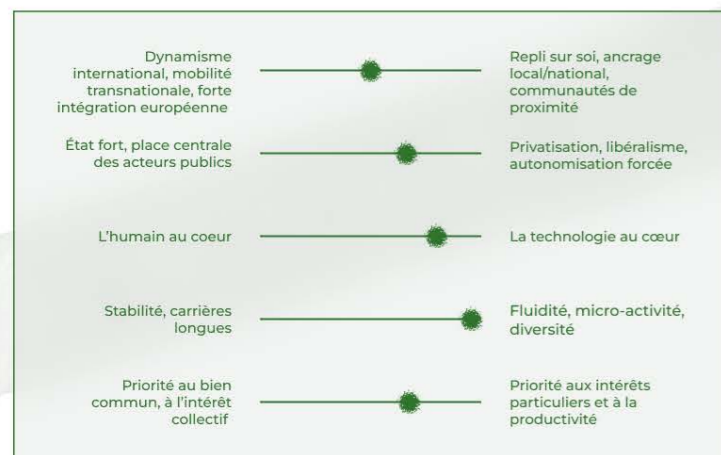 Dynamisme
international, mobilité
transnationale, forte
intégration européenne
Repli sur soi, ancrage
local/national,
communautés de
proximité
État fort, place centrale
des acteurs publics
Privatisation, libéralisme,
autonomisation forcée
L'humain au coeur
La technologie au cœur
Stabilité, carrières
longues
Fluidité, micro-activité,
diversité
Priorité au bien
commun, à l'intérêt
collectif
Priorité aux intérêts
particuliers et à la
productivité